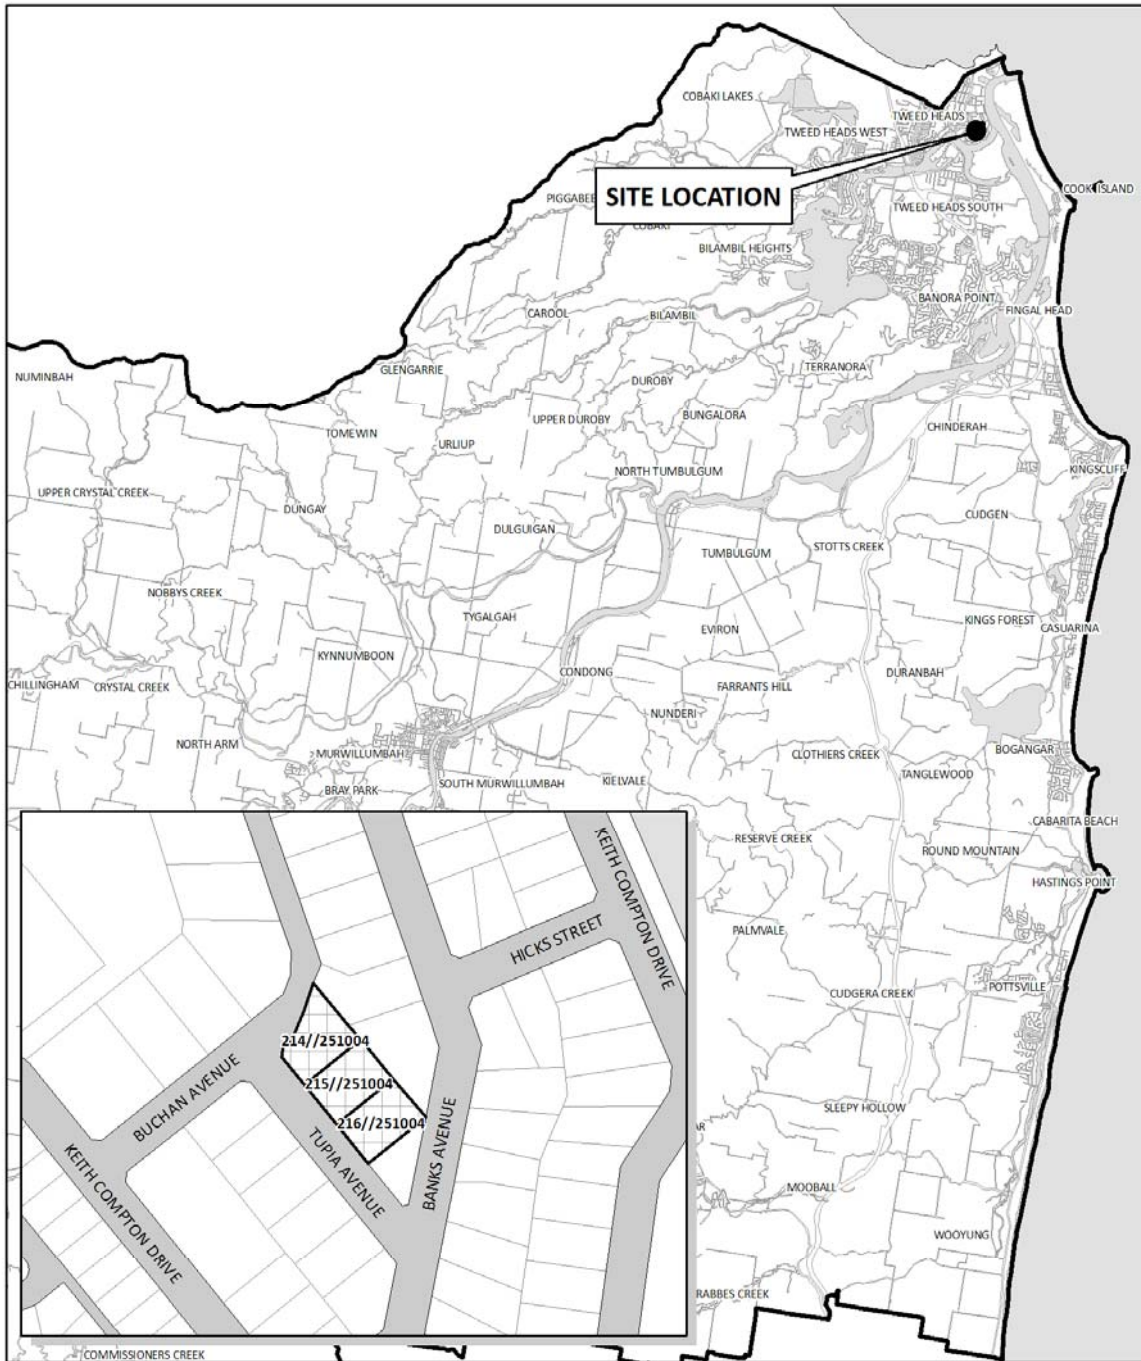 COBAKI LAKES
TWEED HEADS
TWEED HEADS WEST
SITE LOCATION
COOK ISLAND
TWEED HEADS SOUTH
COBAKI
BILAMBIL HEIGHTS
BANORA POINT
FINGAL HEAD
CAROOL
BILAMBIL
TERRANORA
GLENGARRIE
NUMINBAH
DUROBY
UPPER DUROBY
BUNGALORA
CHINDERAH
TOMEWIN
URLIUP
NORTH TUMBULGUM
KINGSCLIFF
UPPER CRYSTAL CREEK
DUNGAY
CUDGEN
DULGUIGAN
TUMBULGUM
STOTTS CREEK
NOBBYS CREEK
TYGALGAH
EVIRON
KINGS FOREST
CASUARINA
KYNNUMBOON
CONDONG
DURANBAH
CHILLINGHAM
CRYSTAL CREEK
FARRANTS HILL
NUNDERI
NORTH ARM
MURWILLUMBAH
CLOTHIERS CREEK
BOGANGAR
TANGLEWOOD
SOUTH MURWILLUMBAH
KIELVALE
BRAY PARK
CABARITA BEACH
RESERVE CREEK
ROUND MOUNTAIN
HASTINGS POINT
PALMVALE
CUDGERA CREEK
POTTSVILLE
SLEEPY HOLLOW
MOOBALL
WOOYUNG
RABBES CREEK
COMMISSIONERS CREEK
KEITH COMPTON DRIVE
HICKS STREET
214//251004
215//251004
216//251004
BUCHAN AVENUE
TUPIA AVENUE
BANKS AVENUE
KEITH COMPTON DRIVE